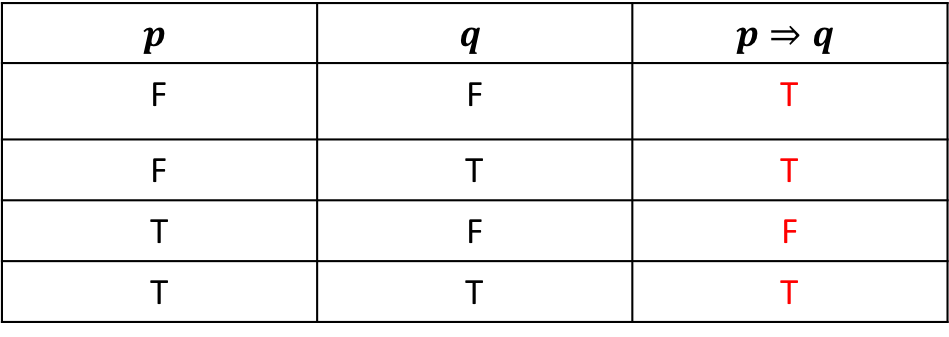 p q p ⇒ q
F F T
F T T
T F F
T T T